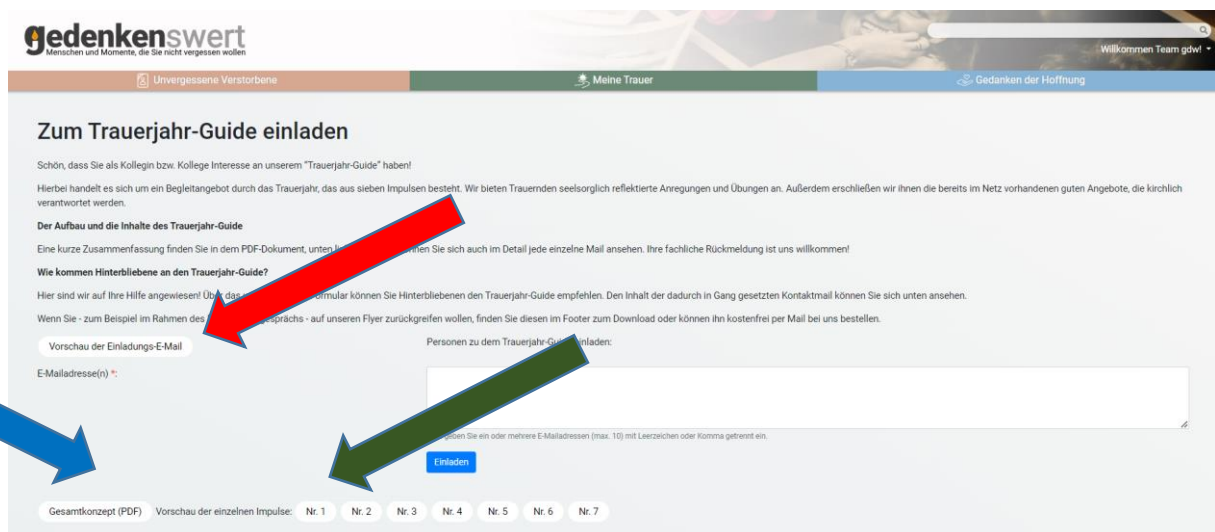 gedenkenswert
Menschen und Momente, die Sie nicht vergessen wollen
Willkommen Team gdw!
Unvergessene Verstorbene
Meine Trauer
Gedanken der Hoffnung
Zum Trauerjahr-Guide einladen
Schön, dass Sie als Kollegin bzw. Kollege Interesse an unserem "Trauerjahr-Guide" haben!
Hierbei handelt es sich um ein Begleitangebot durch das Trauerjahr, das aus sieben Impulsen besteht. Wir bieten Trauernden seelsorglich reflektierte Anregungen und Übungen an. Außerdem erschließen wir ihnen die bereits im Netz vorhandenen guten Angebote, die kirchlich
verantwortet werden.
Der Aufbau und die Inhalte des Trauerjahr-Guide
Eine kurze Zusammenfassung finden Sie in dem PDF-Dokument, unten Sie sich auch im Detail jede einzelne Mail ansehen. Ihre fachliche Rückmeldung ist uns willkommen!
Wie kommen Hinterbliebene an den Trauerjahr-Guide?
Hier sind wir auf Ihre Hilfe angewiesen! Über das können Sie Hinterbliebenen den Trauerjahr-Guide empfehlen. Den Inhalt der dadurch in Gang gesetzten Kontaktmail können Sie sich unten ansehen.
Wenn Sie - zum Beispiel im Rahmen des - auf unseren Flyer zurückgreifen wollen, finden Sie diesen im Footer zum Download oder können ihn kostenfrei per Mail bei uns bestellen.
Vorschau der Einladungs-E-Mail
Personen zu dem Trauerjahr-Guide einladen:
E-Mailadresse(n) *:
geben Sie ein oder mehrere E-Mailadressen (max. 10) mit Leerzeichen oder Komma getrennt ein.
Einladen
Gesamtkonzept (PDF) Vorschau der einzelnen Impulse: Nr. 1 Nr. 2 Nr. 3 Nr. 4 Nr. 5 Nr. 6 Nr. 7